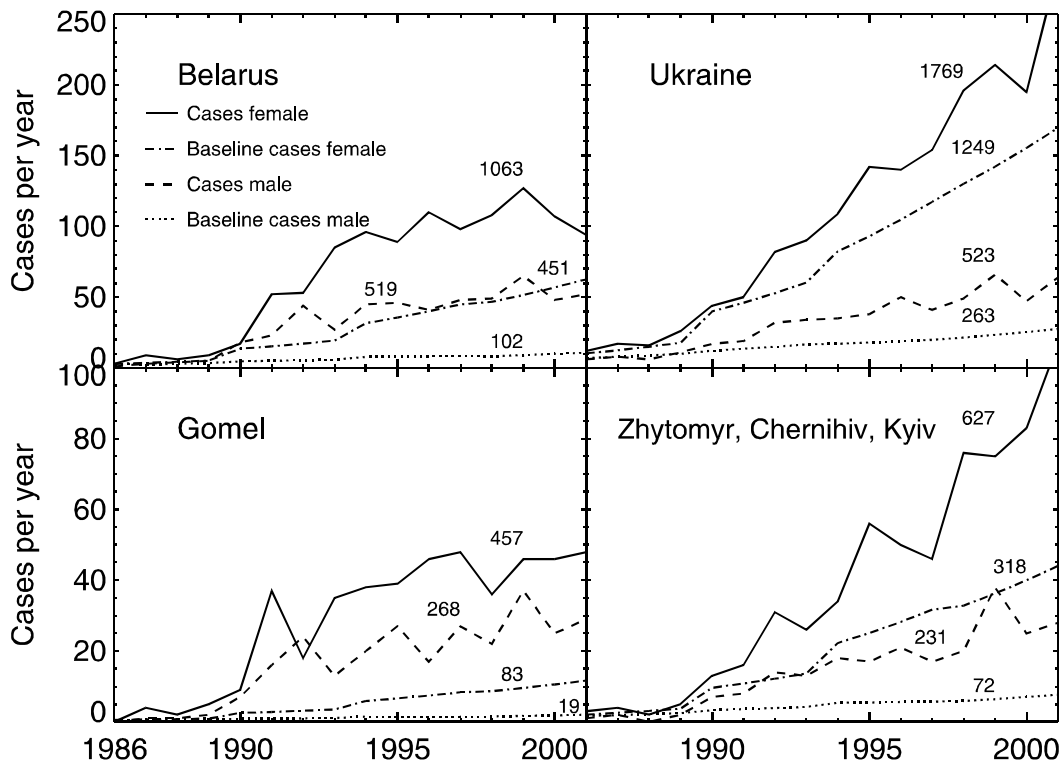 Cases per year
250
200
150
100
50
0
Belarus
Cases female
Baseline cases female
Cases male
Baseline cases male
1063
519
451
102
Ukraine
1769
1249
523
263
Cases per year
100
80
60
40
20
0
Gomel
457
268
83
19
Zhytomyr, Chernihiv, Kyiv
627
318
231
72
1986 1990 1995 2000 1990 1995 2000